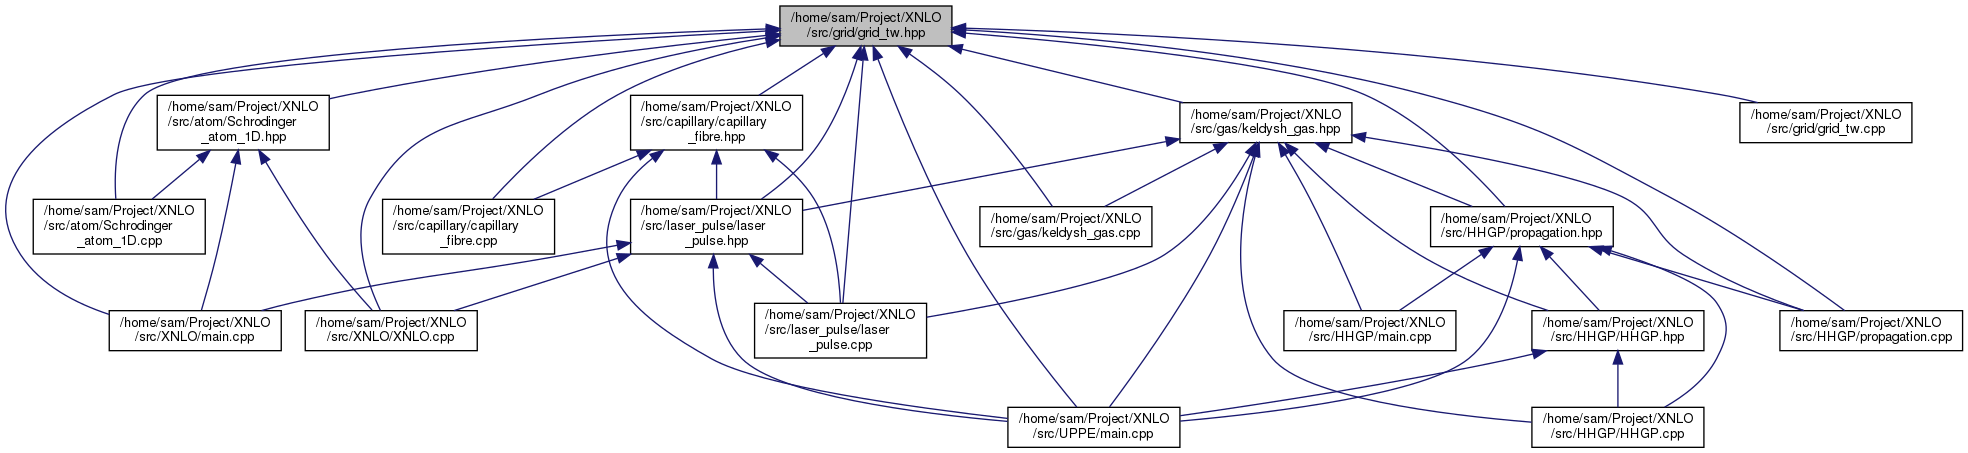 /home/sam/Project/XNLO
/src/grid/grid_tw.hpp
/home/sam/Project/XNLO
/src/atom/Schrodinger
_atom_1D.hpp
/home/sam/Project/XNLO
/src/capillary/capillary
_fibre.hpp
/home/sam/Project/XNLO
/src/gas/keldysh_gas.hpp
/home/sam/Project/XNLO
/src/grid/grid_tw.cpp
/home/sam/Project/XNLO
/src/atom/Schrodinger
_atom_1D.cpp
/home/sam/Project/XNLO
/src/capillary/capillary
_fibre.cpp
/home/sam/Project/XNLO
/src/laser_pulse/laser
_pulse.hpp
/home/sam/Project/XNLO
/src/gas/keldysh_gas.cpp
/home/sam/Project/XNLO
/src/HHGP/propagation.hpp
/home/sam/Project/XNLO
/src/XNLO/main.cpp
/home/sam/Project/XNLO
/src/XNLO/XNLO.cpp
/home/sam/Project/XNLO
/src/laser_pulse/laser
_pulse.cpp
/home/sam/Project/XNLO
/src/HHGP/main.cpp
/home/sam/Project/XNLO
/src/HHGP/HHGP.hpp
/home/sam/Project/XNLO
/src/HHGP/propagation.cpp
/home/sam/Project/XNLO
/src/UPPE/main.cpp
/home/sam/Project/XNLO
/src/HHGP/HHGP.cpp